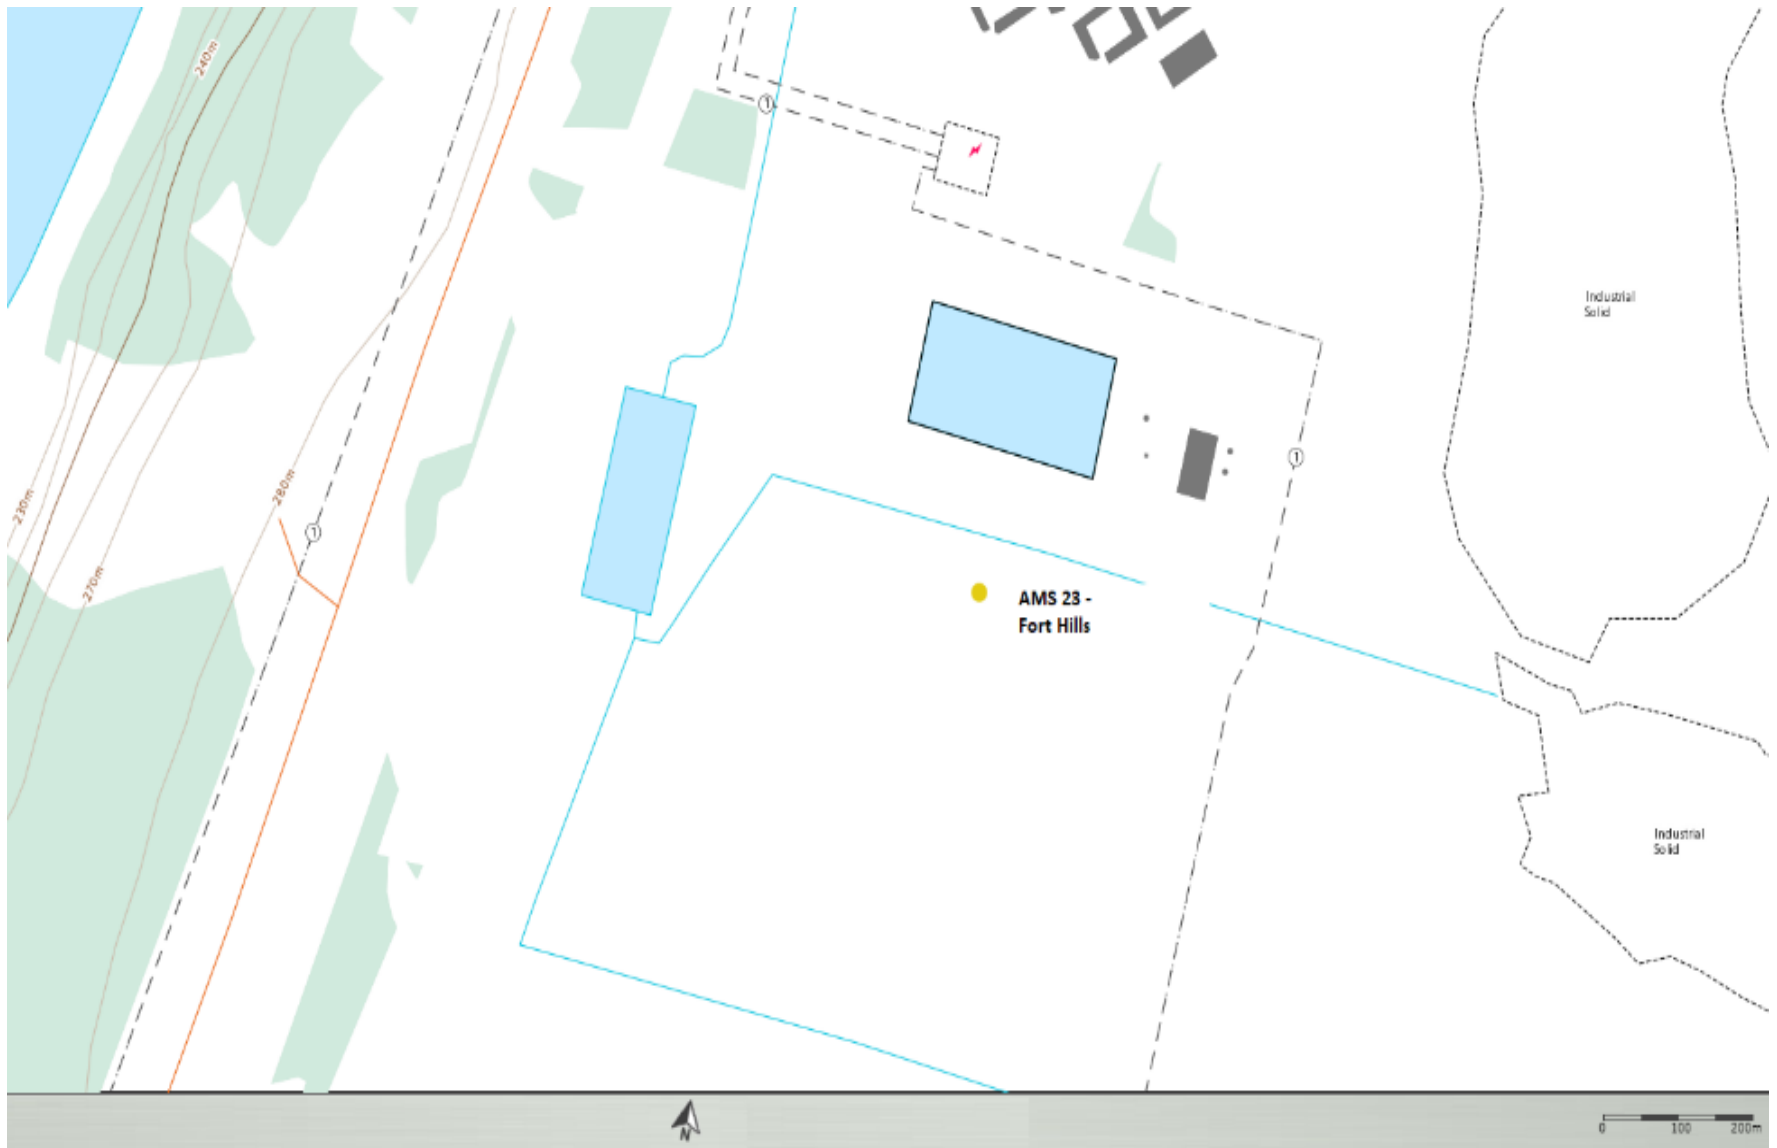 240m
1
Industrial
Solid
1
280m
230m
1
270m
AMS 23 -
Fort Hills
Industrial
Solid
N
0 100 200m